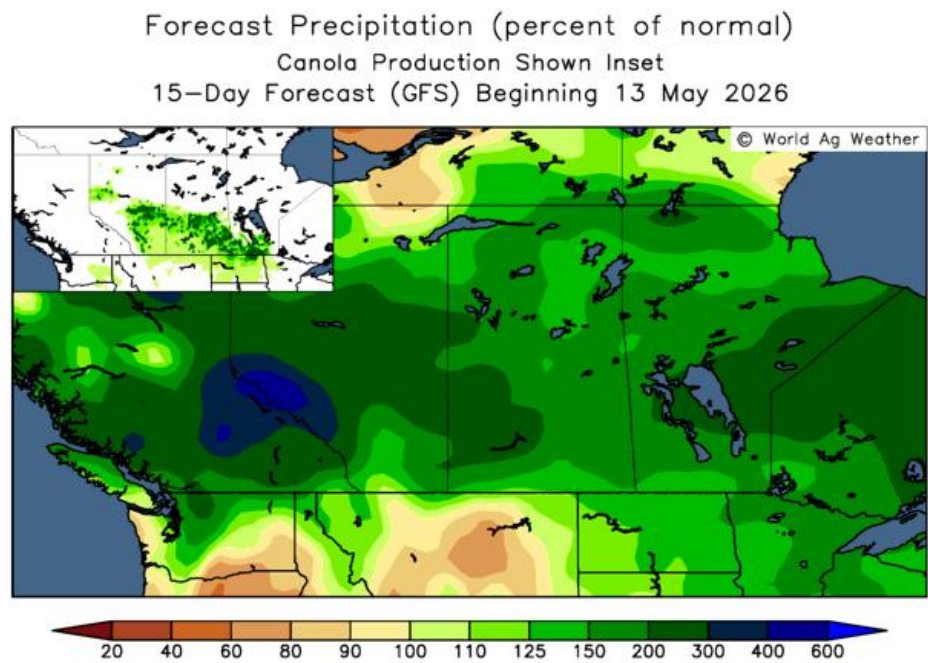 Forecast Precipitation (percent of normal)
Canola Production Shown Inset
15-Day Forecast (GFS) Beginning 13 May 2026
© World Ag Weather
20 40 60 80 90 100 110 125 150 200 300 400 600